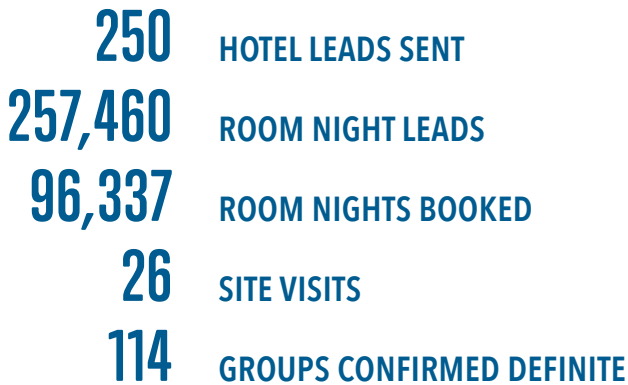 250 HOTEL LEADS SENT
257,460 ROOM NIGHT LEADS
96,337 ROOM NIGHTS BOOKED
26 SITE VISITS
114 GROUPS CONFIRMED DEFINITE